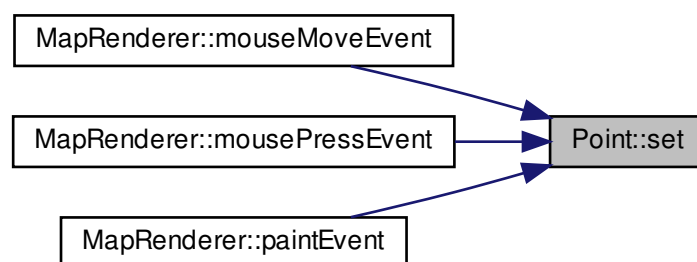 MapRenderer::mouseMoveEvent
MapRenderer::mousePressEvent
Point::set
MapRenderer::paintEvent